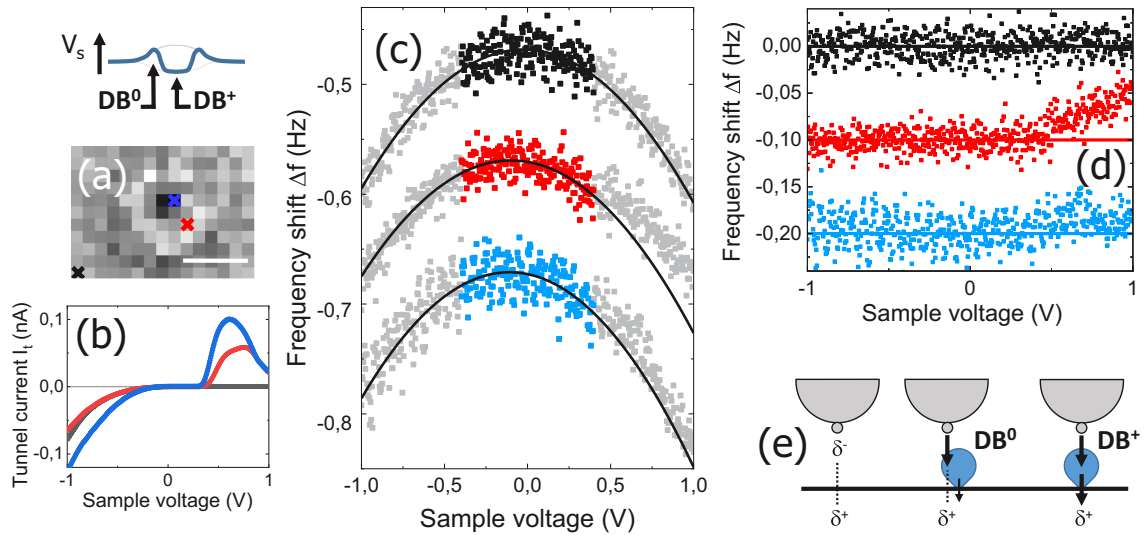 V_s
DB⁰ DB⁺
(a)
(b)
Tunnel current I_t (nA)
0,1
0,0
-0,1
-1 0 1
Sample voltage (V)
(c)
Frequency shift Δf (Hz)
-0,5
-0,6
-0,7
-0,8
-1,0 -0,5 0,0 0,5 1,0
Sample voltage (V)
(d)
Frequency shift Δf (Hz)
0,00
-0,05
-0,10
-0,15
-0,20
-1 0 1
Sample voltage (V)
(e)
DB⁰ DB⁺
δ⁻
δ⁺ δ⁺ δ⁺